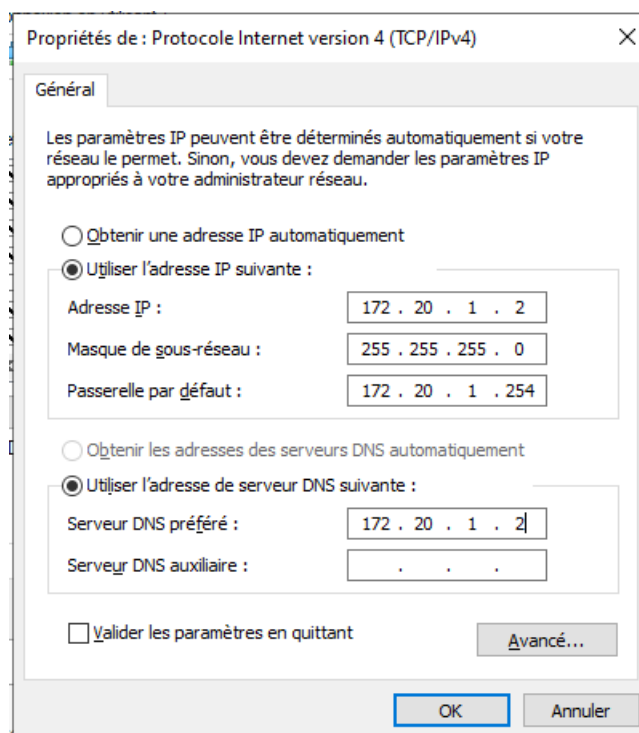 Propriétés de : Protocole Internet version 4 (TCP/IPv4)
Général
Les paramètres IP peuvent être déterminés automatiquement si votre
réseau le permet. Sinon, vous devez demander les paramètres IP
appropriés à votre administrateur réseau.
Obtenir une adresse IP automatiquement
Utiliser l'adresse IP suivante :
Adresse IP : 172 . 20 . 1 . 2
Masque de sous-réseau : 255 . 255 . 255 . 0
Passerelle par défaut : 172 . 20 . 1 . 254
Obtenir les adresses des serveurs DNS automatiquement
Utiliser l'adresse de serveur DNS suivante :
Serveur DNS préféré : 172 . 20 . 1 . 2
Serveur DNS auxiliaire : . . .
Valider les paramètres en quittant
Avancé...
OK Annuler